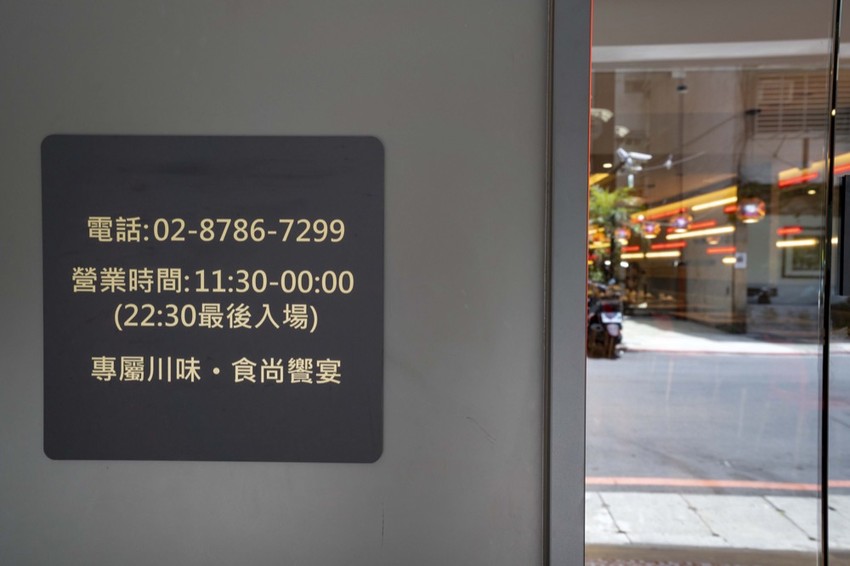 電話:02-8786-7299
營業時間:11:30-00:00
(22:30最後入場)
專屬川味・食尚饗宴